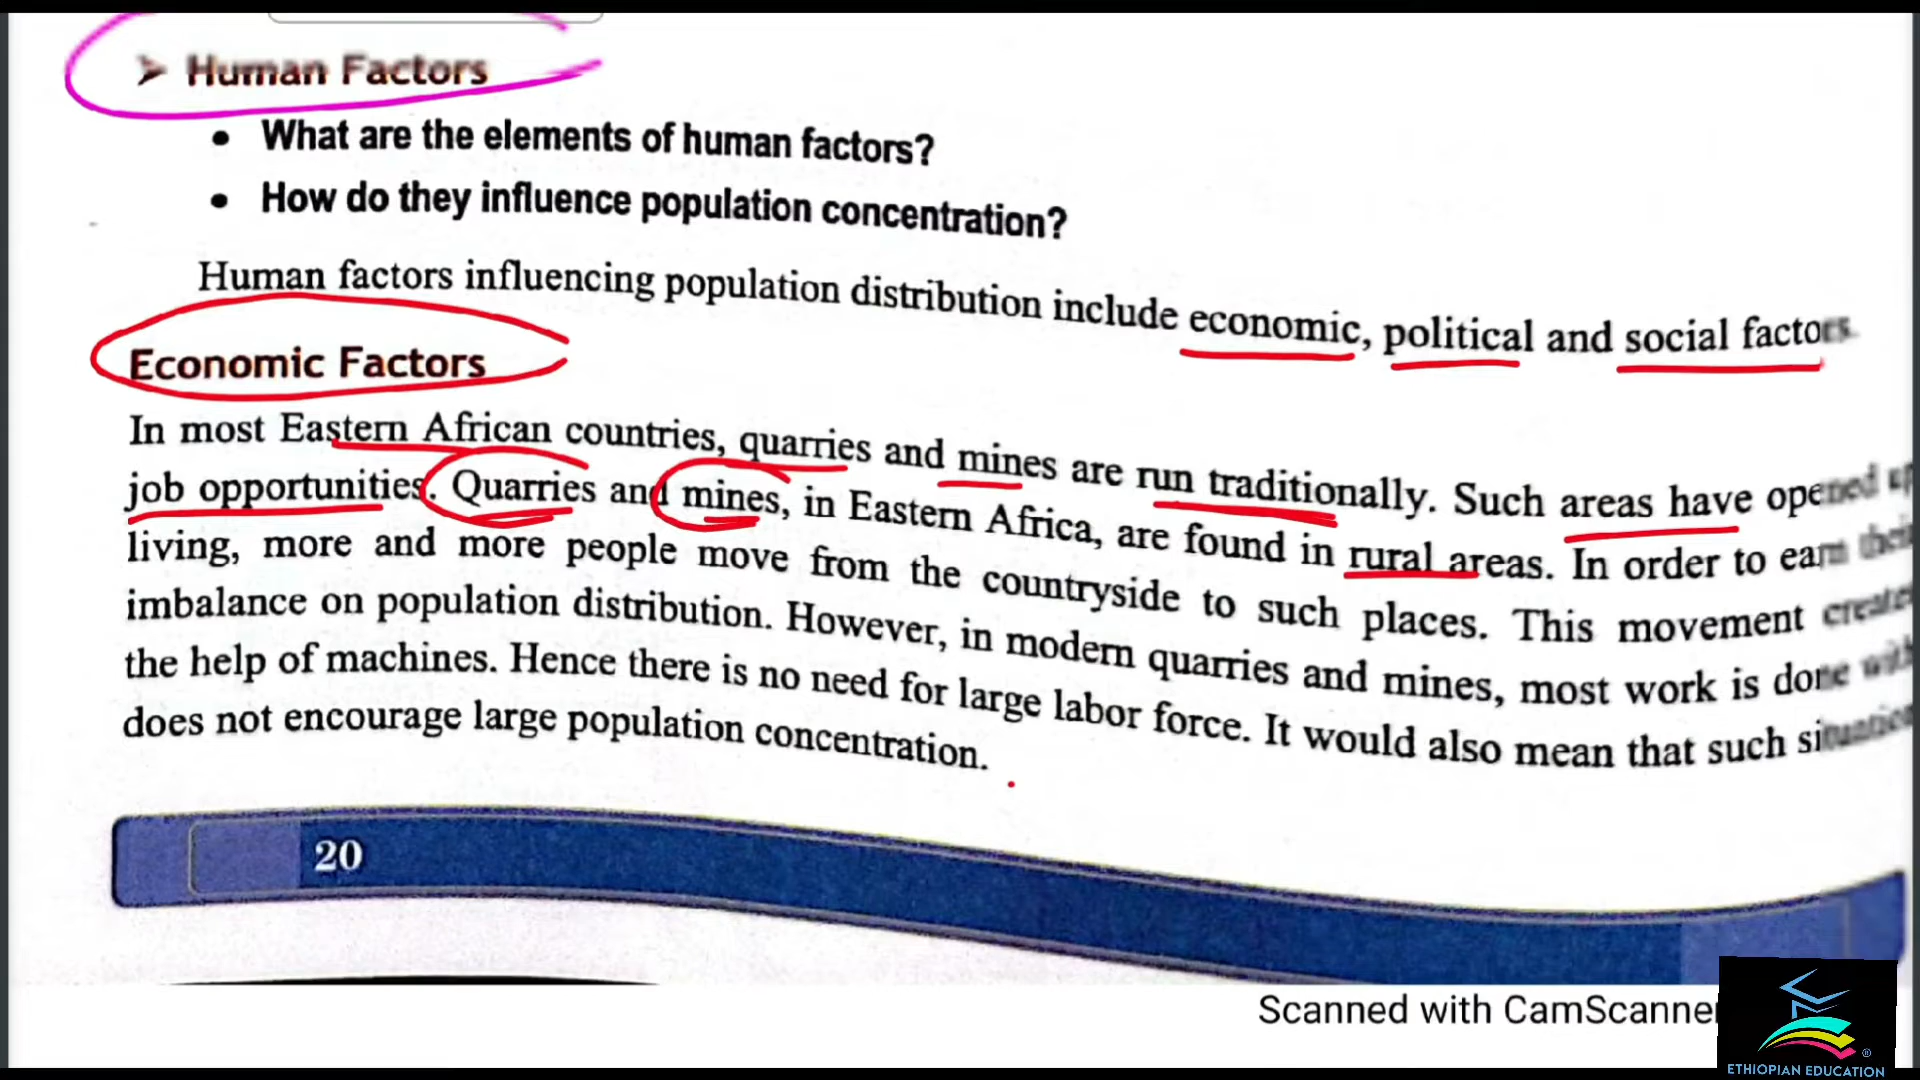 ➤ Human Factors
• What are the elements of human factors?
• How do they influence population concentration?
Human factors influencing population distribution include economic, political and social factors.
Economic Factors
In most Eastern African countries, quarries and mines are run traditionally. Such areas have opened up
job opportunities. Quarries and mines, in Eastern Africa, are found in rural areas. In order to earn their
living, more and more people move from the countryside to such places. This movement creates
imbalance on population distribution. However, in modern quarries and mines, most work is done with
the help of machines. Hence there is no need for large labor force. It would also mean that such situation
does not encourage large population concentration.
20
Scanned with CamScanner
ETHIOPIAN EDUCATION